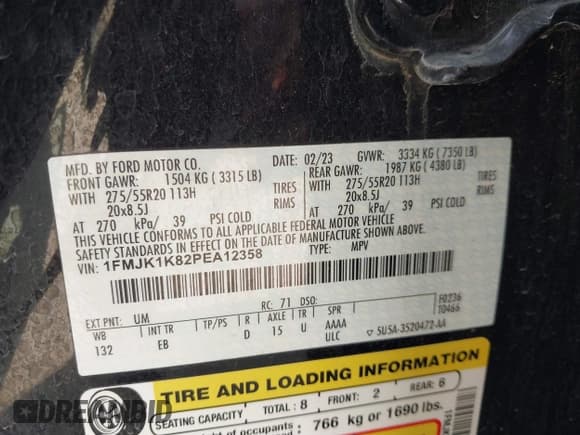 MFD. BY FORD MOTOR CO.
DATE: 02/23 GVWR: 3334 KG ( 7350 LB)
FRONT GAWR: 1504 KG ( 3315 LB)
REAR GAWR: 1987 KG ( 4380 LB)
WITH 275/55R20 113H TIRES
WITH 275/55R20 113H TIRES
20x8.5J RIMS
20x8.5J RIMS
AT 270 kPa/ 39 PSI COLD
AT 270 kPa/ 39 PSI COLD
THIS VEHICLE CONFORMS TO ALL APPLICABLE FEDERAL MOTOR VEHICLE
SAFETY STANDARDS IN EFFECT ON THE DATE OF MANUFACTURE SHOWN ABOVE.
VIN: 1FMJK1K82PEA12358
TYPE: MPV
EXT PNT: UM RC: 71 DSO: F0236
WB INT TR TP/PS R AXLE TR SPR T0466
132 EB D 15 U AAAA
ULC ▽ 5U5A-3520472-AA
TIRE AND LOADING INFORMATION
SEATING CAPACITY TOTAL : 8 FRONT: 2 REAR: 6
of occupants : 766 kg or 1690 lbs.
DREAMBID